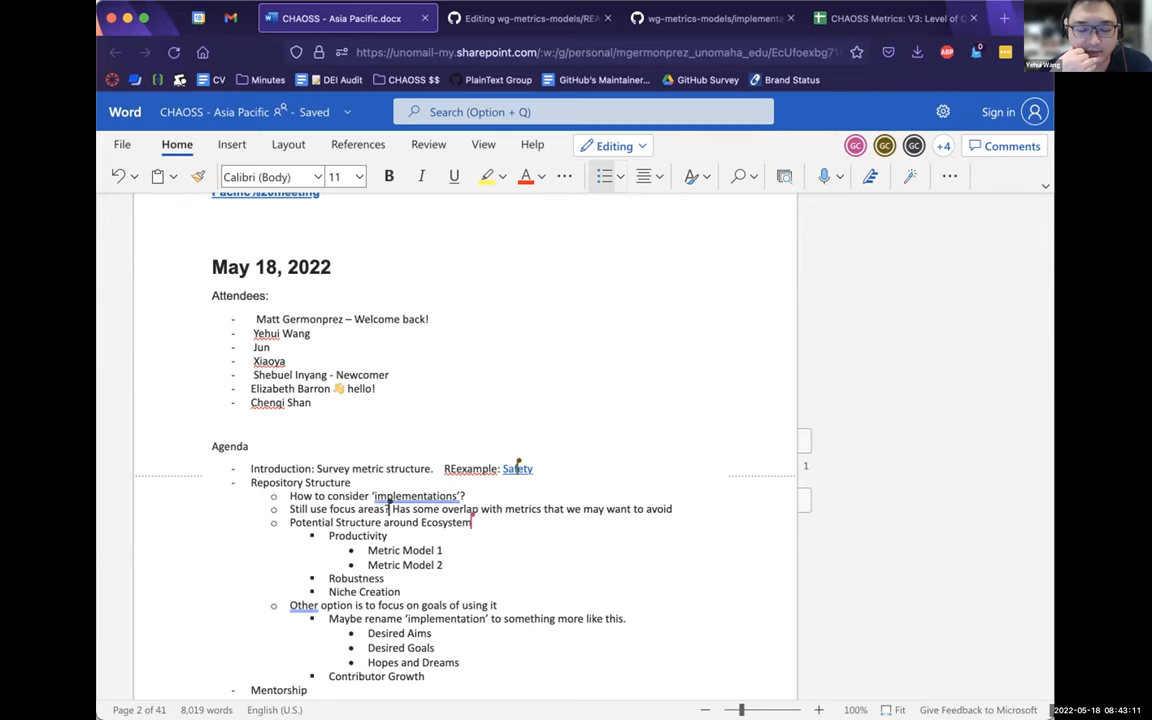 CHAOSS - Asia Pacific.docx
Editing wg-metrics-models/REA
wg-metrics-models/implementa
CHAOSS Metrics: V3: Level of
https://unomail-my.sharepoint.com/:w:/g/personal/mgermonprez_unomaha_edu/EcUfoexbg71
CV
Minutes
DEI Audit
CHAOSS $$
PlainText Group
GitHub's Maintainer...
GitHub Survey
Brand Status
Yehui Wang
Word
CHAOSS - Asia Pacific - Saved
Search (Option + Q)
Sign in
File
Home
Insert
Layout
References
Review
View
Help
Editing
GC
GC
GC
+4
Comments
Calibri (Body)
11
B
I
U
A
Pacific%20meeting
May 18, 2022
Attendees:
- Matt Germonprez – Welcome back!
- Yehui Wang
- Jun
- Xiaoya
- Shebuel Inyang - Newcomer
- Elizabeth Barron 👋 hello!
- Chenqi Shan
Agenda
- Introduction: Survey metric structure. REexample: Safety
- Repository Structure
o How to consider 'implementations'?
o Still use focus areas? Has some overlap with metrics that we may want to avoid
o Potential Structure around Ecosystem
▪ Productivity
• Metric Model 1
• Metric Model 2
▪ Robustness
▪ Niche Creation
o Other option is to focus on goals of using it
▪ Maybe rename 'implementation' to something more like this.
• Desired Aims
• Desired Goals
• Hopes and Dreams
▪ Contributor Growth
- Mentorship
1
Page 2 of 41
8,019 words
English (U.S.)
100%
Fit
Give Feedback to Microsoft
2022-05-18 08:43:11